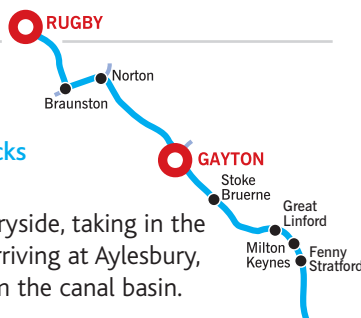 RUGBY
Norton
Braunston
cks
GAYTON
Stoke
Bruerne
ryside, taking in the
Great
Linford
rriving at Aylesbury,
Milton
Keynes
Fenny
Stratford
the canal basin.